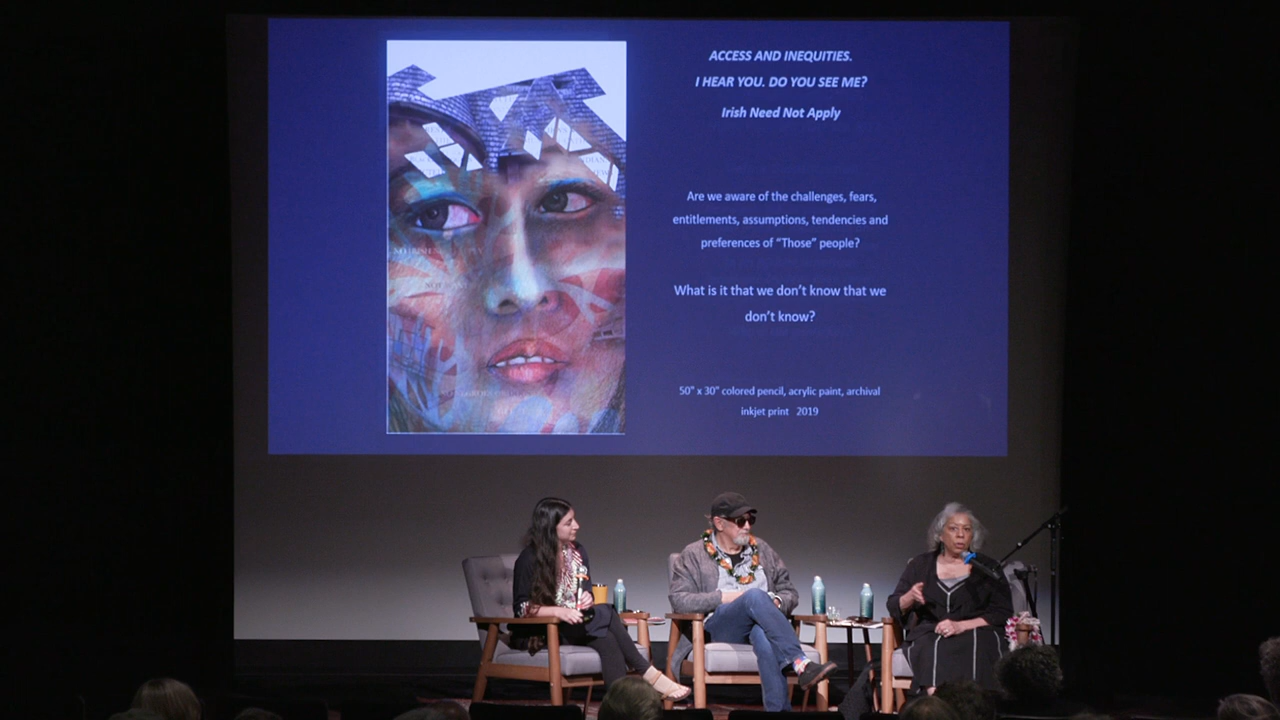 ACCESS AND INEQUITIES.
I HEAR YOU. DO YOU SEE ME?
Irish Need Not Apply
Are we aware of the challenges, fears,
entitlements, assumptions, tendencies and
preferences of “Those” people?
What is it that we don’t know that we
don’t know?
50" x 30" colored pencil, acrylic paint, archival
inkjet print 2019